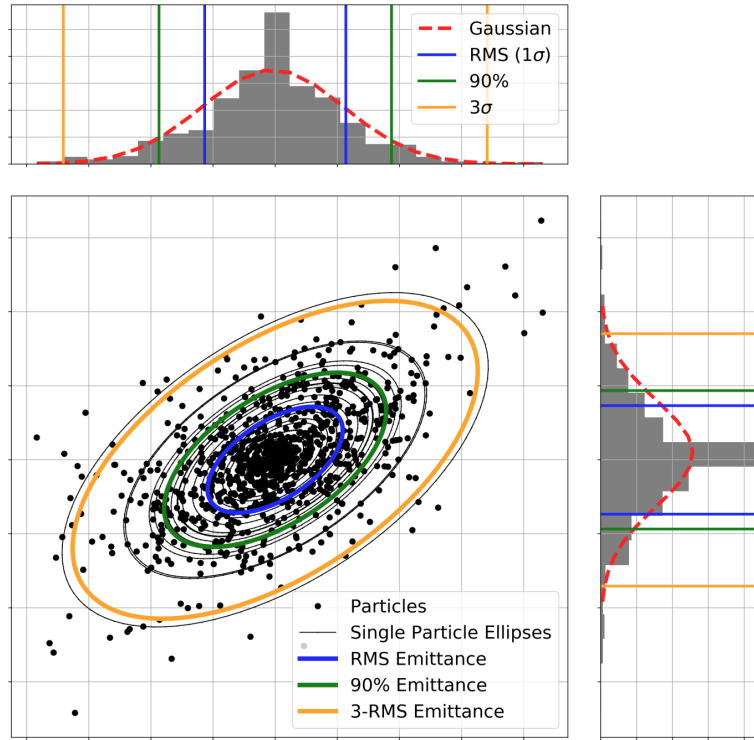 Gaussian
RMS (1σ)
90%
3σ
Particles
Single Particle Ellipses
RMS Emittance
90% Emittance
3-RMS Emittance